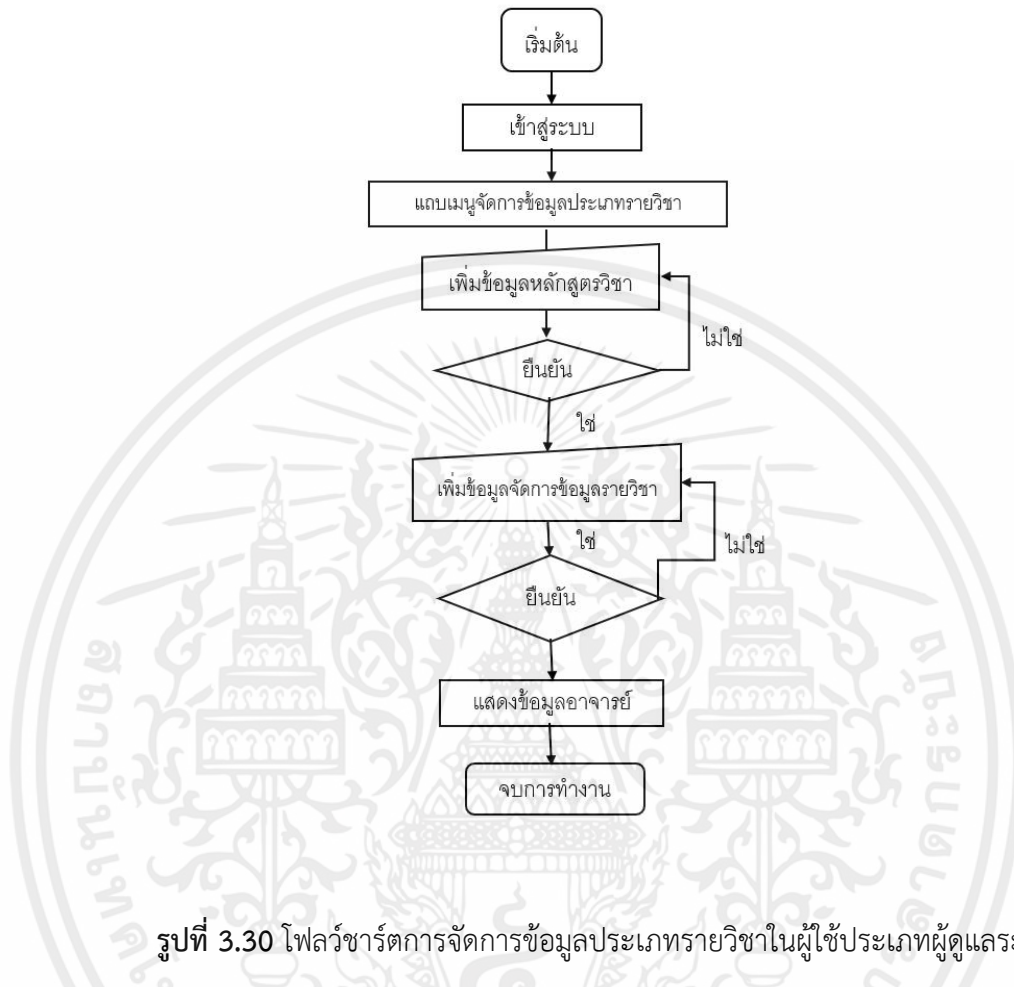 เริ่มต้น
เข้าสู่ระบบ
แถบเมนูจัดการข้อมูลประเภทรายวิชา
เพิ่มข้อมูลหลักสูตรวิชา
ไม่ใช่
ยืนยัน
ใช่
เพิ่มข้อมูลจัดการข้อมูลรายวิชา
ใช่
ไม่ใช่
ยืนยัน
แสดงข้อมูลอาจารย์
จบการทำงาน
รูปที่ 3.30 โฟลว์ชาร์ตการจัดการข้อมูลประเภทรายวิชาในผู้ใช้ประเภทผู้ดูแลระ